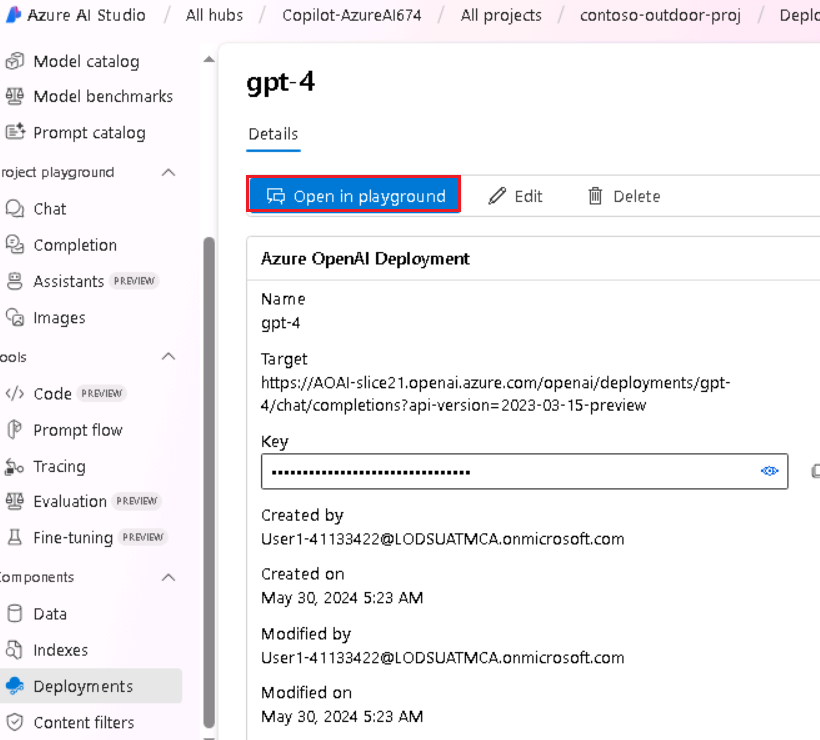 Azure AI Studio / All hubs / Copilot-AzureAI674 / All projects / contoso-outdoor-proj / Deplo
Model catalog
Model benchmarks
Prompt catalog
roject playground
Chat
Completion
Assistants PREVIEW
Images
ools
Code PREVIEW
Prompt flow
Tracing
Evaluation PREVIEW
Fine-tuning PREVIEW
omponents
Data
Indexes
Deployments
Content filters
gpt-4
Details
Open in playground Edit Delete
Azure OpenAI Deployment
Name
gpt-4
Target
https://AOAI-slice21.openai.azure.com/openai/deployments/gpt-
4/chat/completions?api-version=2023-03-15-preview
Key
Created by
User1-41133422@LODSUATMCA.onmicrosoft.com
Created on
May 30, 2024 5:23 AM
Modified by
User1-41133422@LODSUATMCA.onmicrosoft.com
Modified on
May 30, 2024 5:23 AM